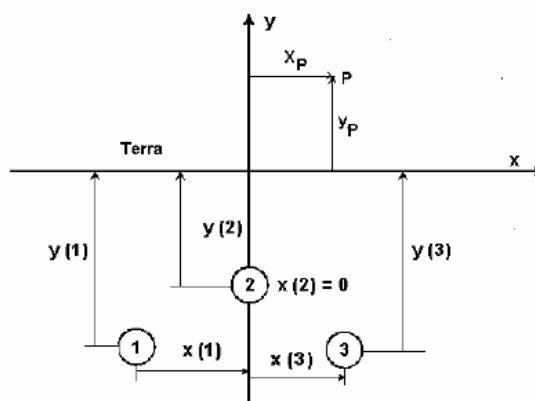 y
X_P
P
y_P
Terra
x
y (1)
y (2)
y (3)
2
x (2) = 0
1
x (1)
x (3)
3